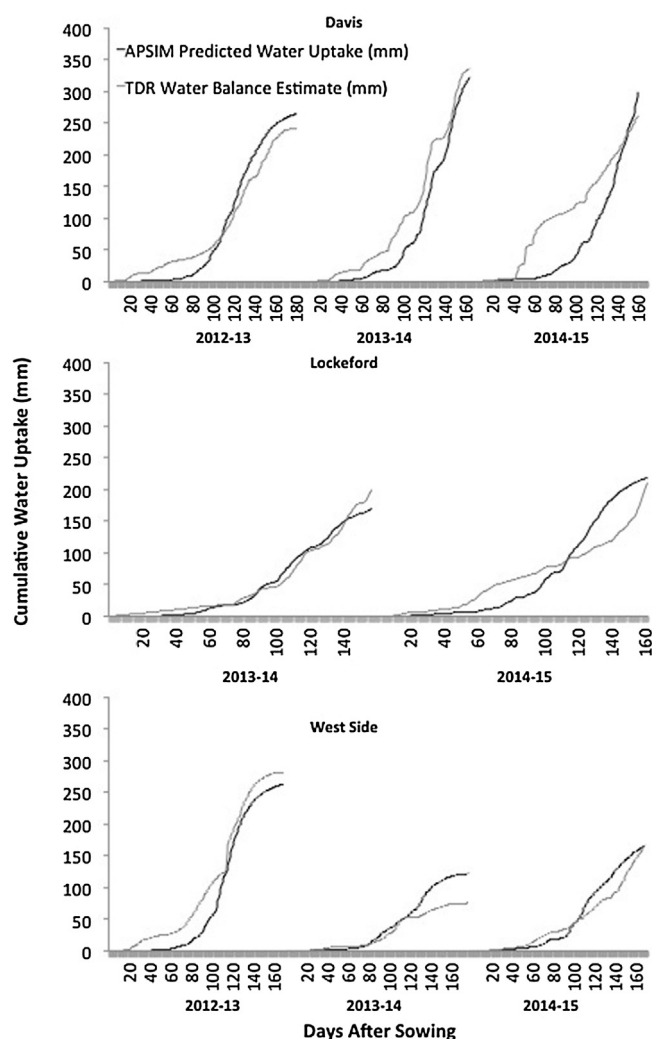 Davis
400
350
300
250
200
150
100
50
0
APSIM Predicted Water Uptake (mm)
TDR Water Balance Estimate (mm)
20 40 60 80 100 120 140 160 180 20 40 60 80 100 120 140 160 20 40 60 80 100 120 140 160
2012-13 2013-14 2014-15
Lockeford
400
350
300
250
200
150
100
50
0
20 40 60 80 100 120 140 20 40 60 80 100 120 140 160
2013-14 2014-15
Cumulative Water Uptake (mm)
West Side
400
350
300
250
200
150
100
50
0
20 40 60 80 100 120 140 160 20 40 60 80 100 120 140 160 20 40 60 80 100 120 140 160
2012-13 2013-14 2014-15
Days After Sowing